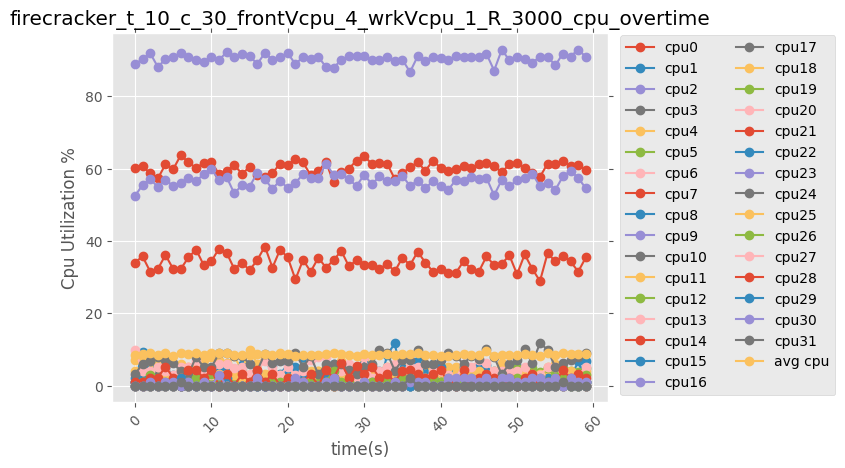 firecracker_t_10_c_30_frontVcpu_4_wrkVcpu_1_R_3000_cpu_overtime
Cpu Utilization %
80
60
40
20
0
0
10
20
30
40
50
60
time(s)
cpu0
cpu1
cpu2
cpu3
cpu4
cpu5
cpu6
cpu7
cpu8
cpu9
cpu10
cpu11
cpu12
cpu13
cpu14
cpu15
cpu16
cpu17
cpu18
cpu19
cpu20
cpu21
cpu22
cpu23
cpu24
cpu25
cpu26
cpu27
cpu28
cpu29
cpu30
cpu31
avg cpu